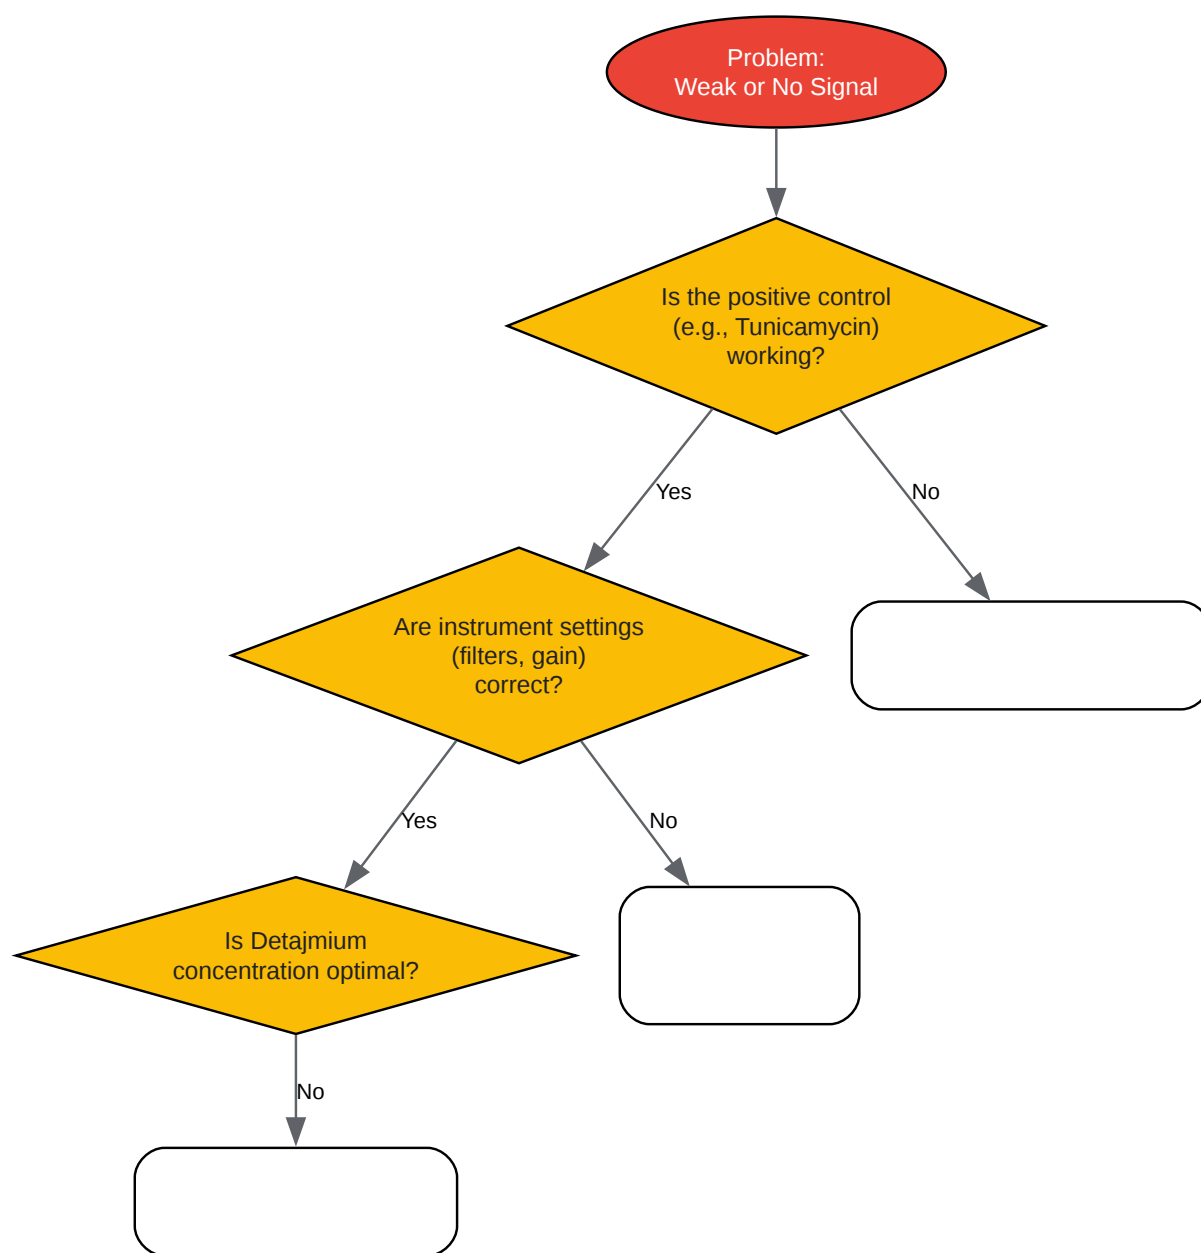 Problem:
Weak or No Signal
Is the positive control
(e.g., Tunicamycin)
working?
Yes
No
Are instrument settings
(filters, gain)
correct?
Yes
No
Is Detajmium
concentration optimal?
No